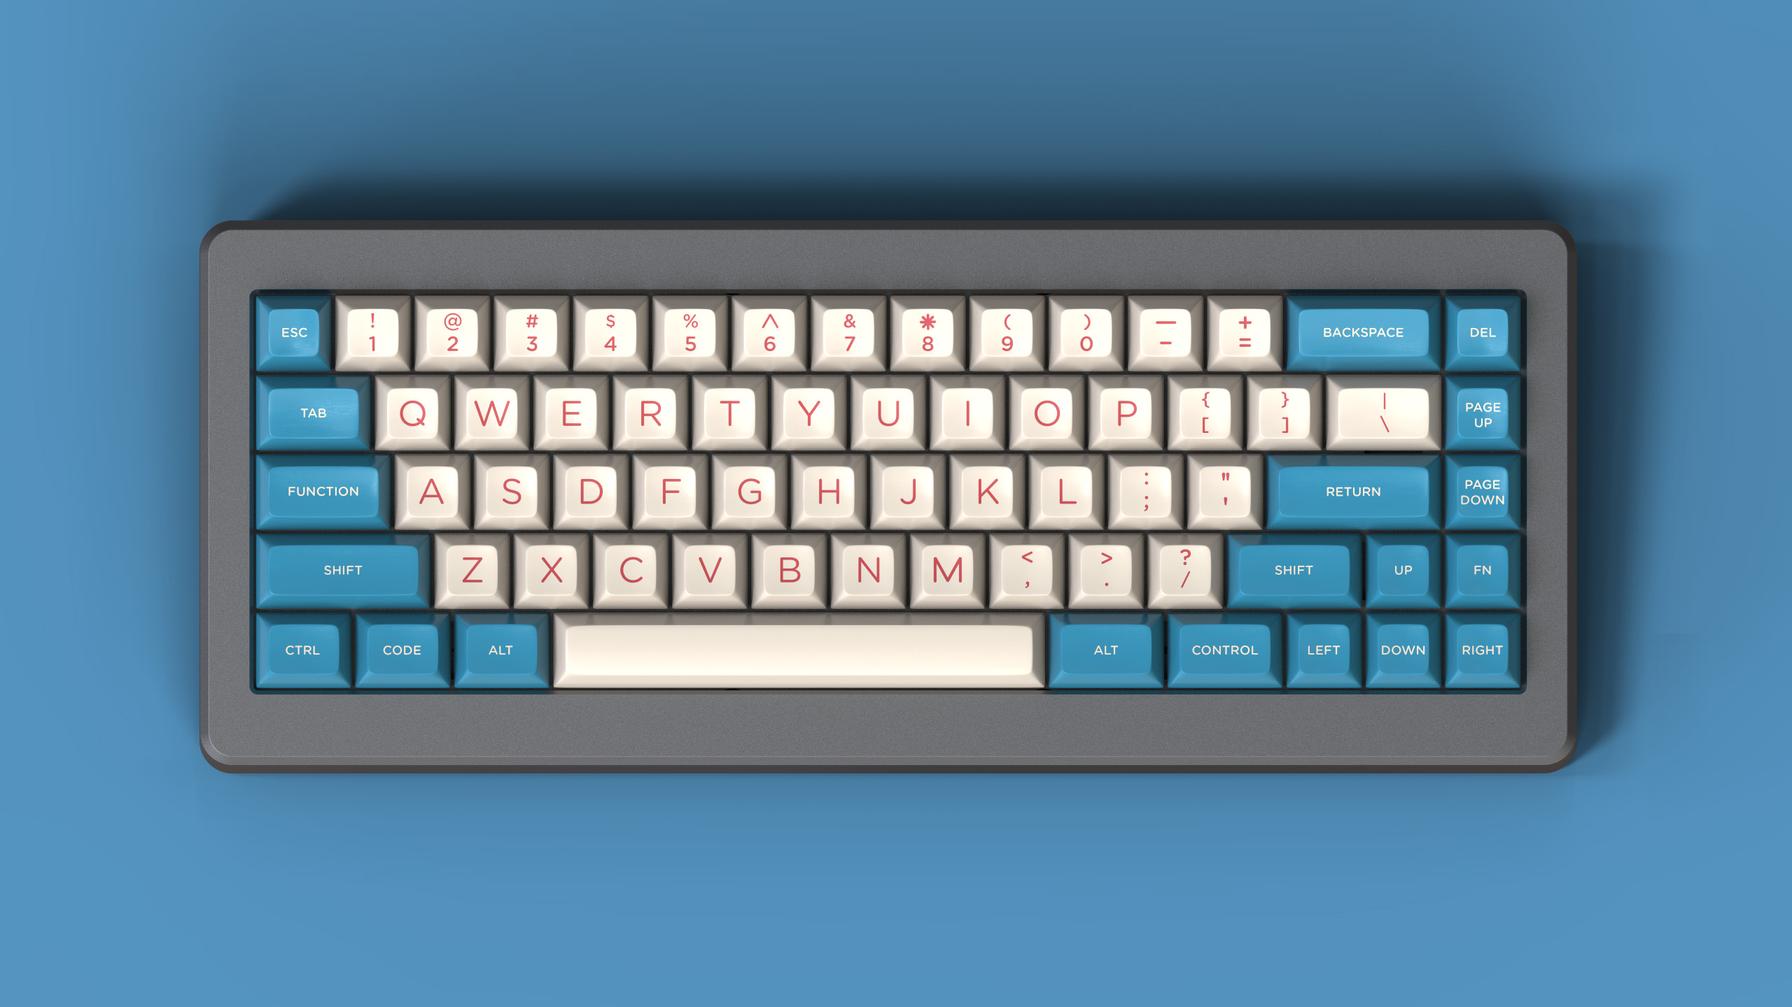 ESC ! @ # $ % ^ & * ( ) — + BACKSPACE DEL
1 2 3 4 5 6 7 8 9 0 - =
TAB Q W E R T Y U I O P { } | PAGE UP
[ ] \
FUNCTION A S D F G H J K L : " RETURN PAGE DOWN
; '
SHIFT Z X C V B N M < > ? SHIFT UP FN
, . /
CTRL CODE ALT ALT CONTROL LEFT DOWN RIGHT